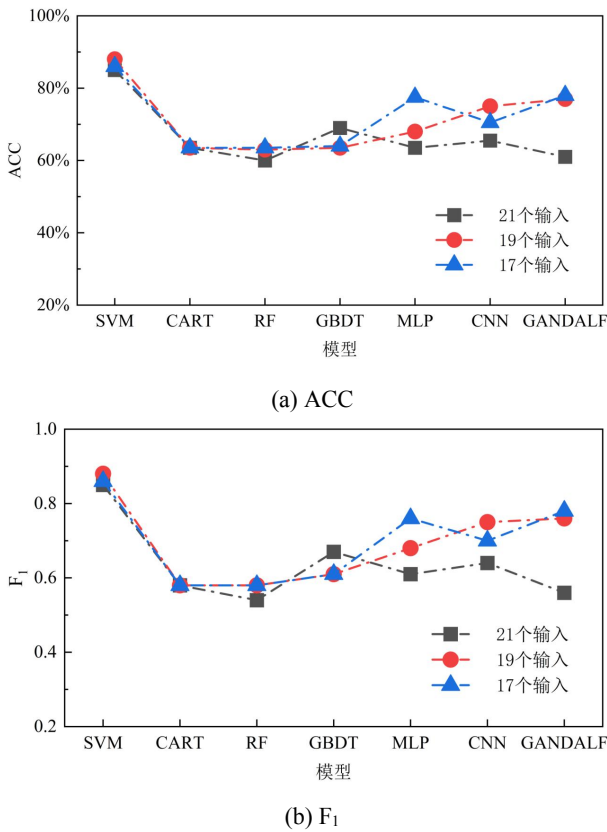 100%
80%
60%
40%
20%
ACC
21个输入
19个输入
17个输入
SVM CART RF GBDT MLP CNN GANDALF
模型
(a) ACC
1.0
0.8
0.6
0.4
0.2
F1
21个输入
19个输入
17个输入
SVM CART RF GBDT MLP CNN GANDALF
模型
(b) F1